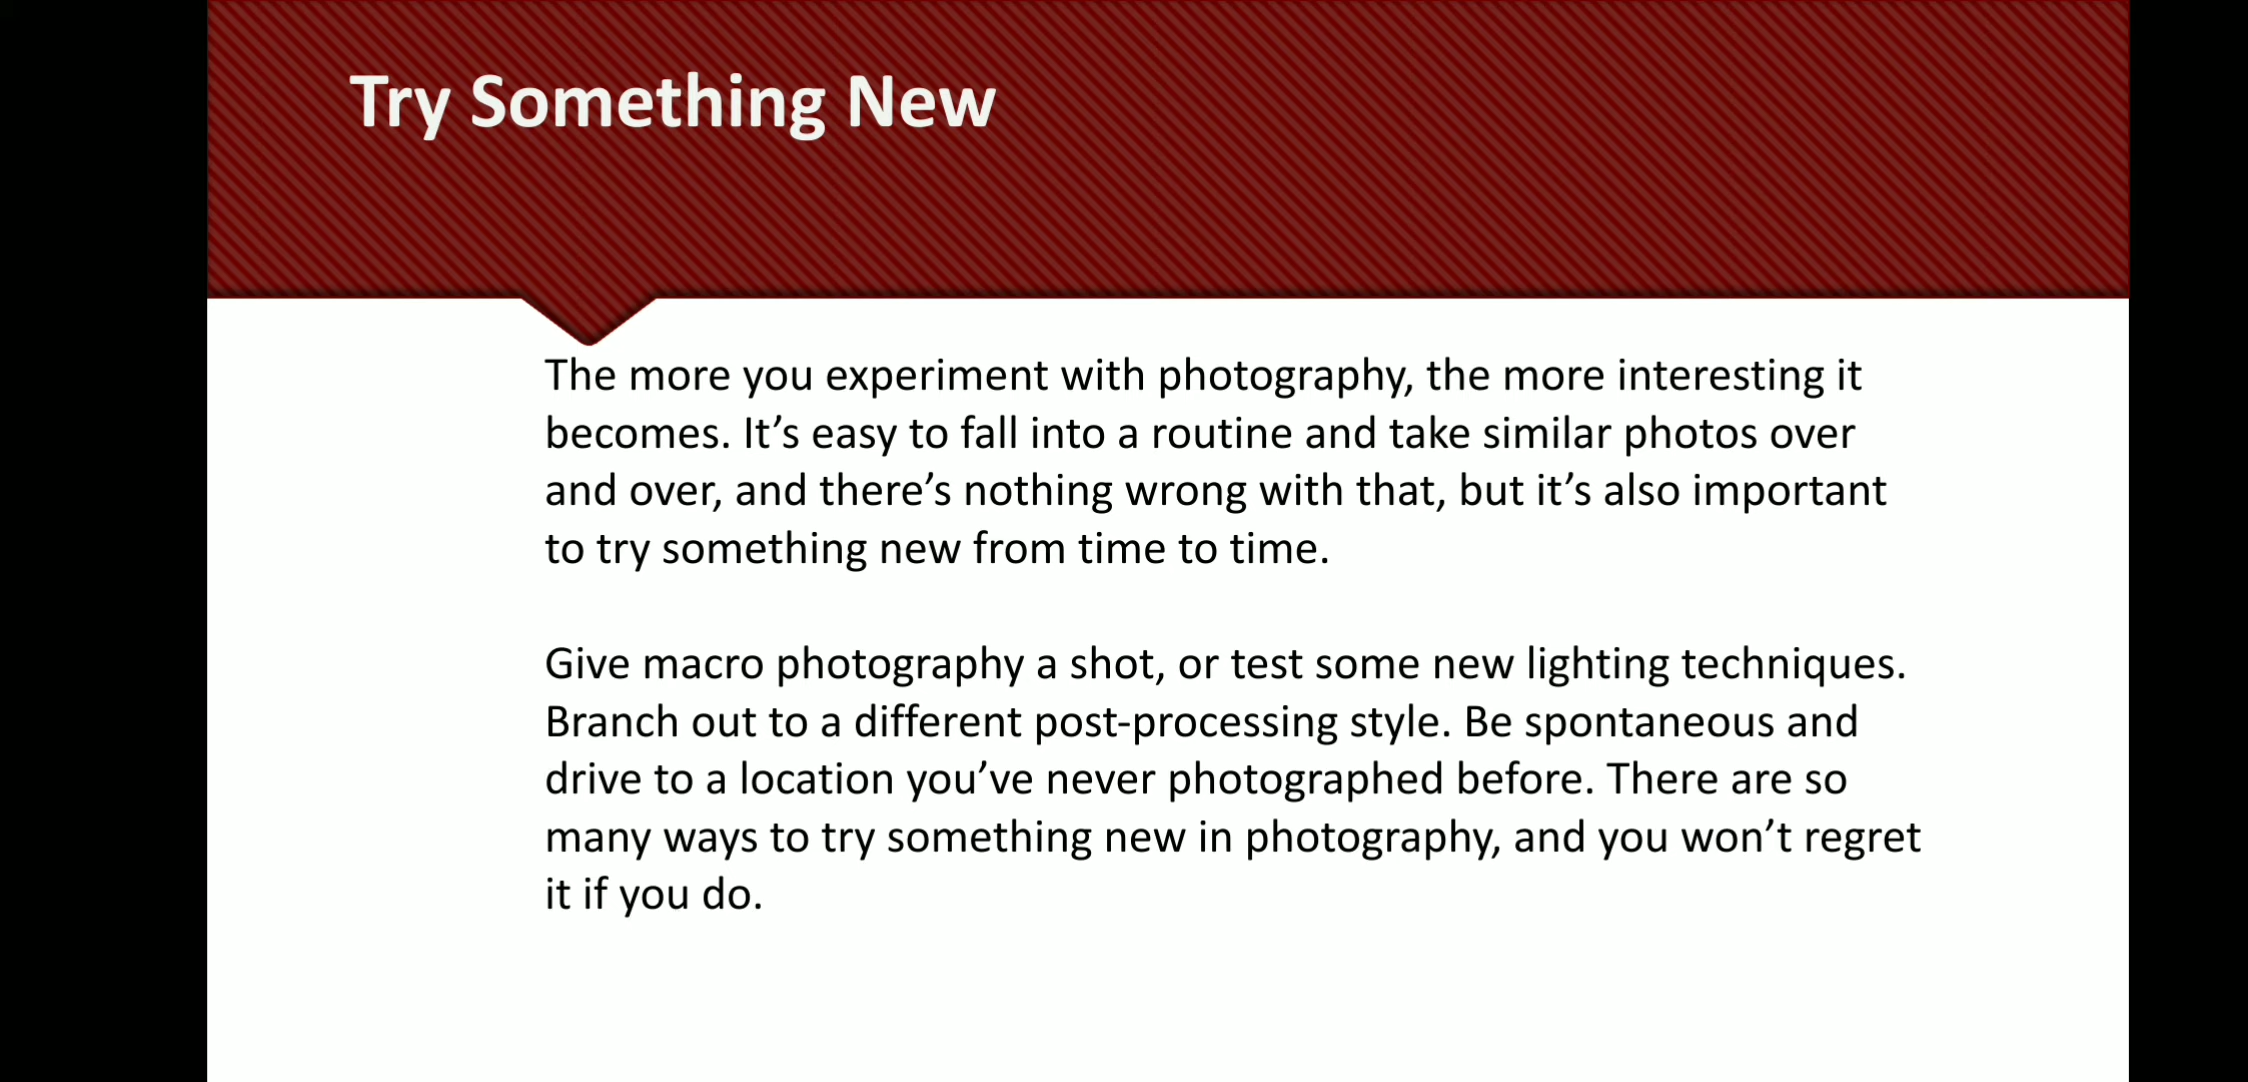 Try Something New
The more you experiment with photography, the more interesting it
becomes. It’s easy to fall into a routine and take similar photos over
and over, and there’s nothing wrong with that, but it’s also important
to try something new from time to time.
Give macro photography a shot, or test some new lighting techniques.
Branch out to a different post-processing style. Be spontaneous and
drive to a location you’ve never photographed before. There are so
many ways to try something new in photography, and you won’t regret
it if you do.